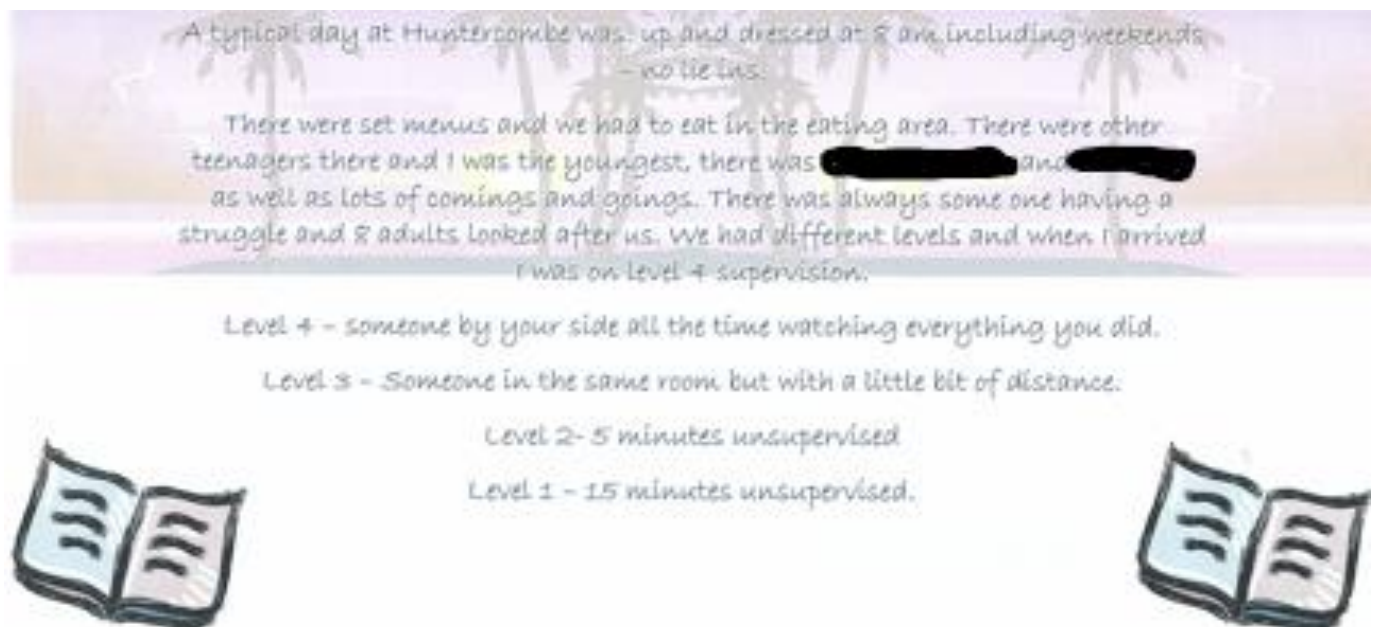 A typical day at Huntercombe was: up and dressed at 8 am including weekends
– no lie ins.
There were set menus and we had to eat in the eating area. There were other
teenagers there and I was the youngest, there was and
as well as lots of comings and goings. There was always some one having a
struggle and 8 adults looked after us. We had different levels and when I arrived
I was on level 4 supervision.
Level 4 – someone by your side all the time watching everything you did.
Level 3 – Someone in the same room but with a little bit of distance.
Level 2- 5 minutes unsupervised
Level 1 – 15 minutes unsupervised.